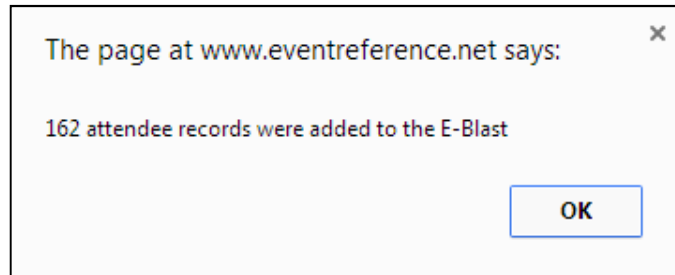 The page at www.eventreference.net says:
162 attendee records were added to the E-Blast
OK